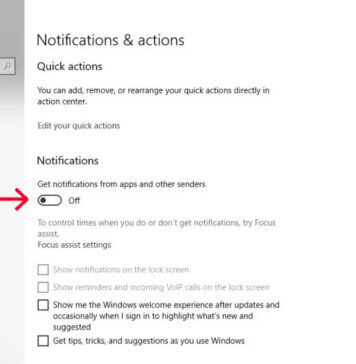 Notifications & actions
Quick actions
You can add, remove, or rearrange your quick actions directly in
action center.
Edit your quick actions
Notifications
Get notifications from apps and other senders
Off
To control times when you do or don't get notifications, try Focus
assist.
Focus assist settings
Show notifications on the lock screen
Show reminders and incoming VoIP calls on the lock screen
Show me the Windows welcome experience after updates and
occasionally when I sign in to highlight what's new and
suggested
Get tips, tricks, and suggestions as you use Windows